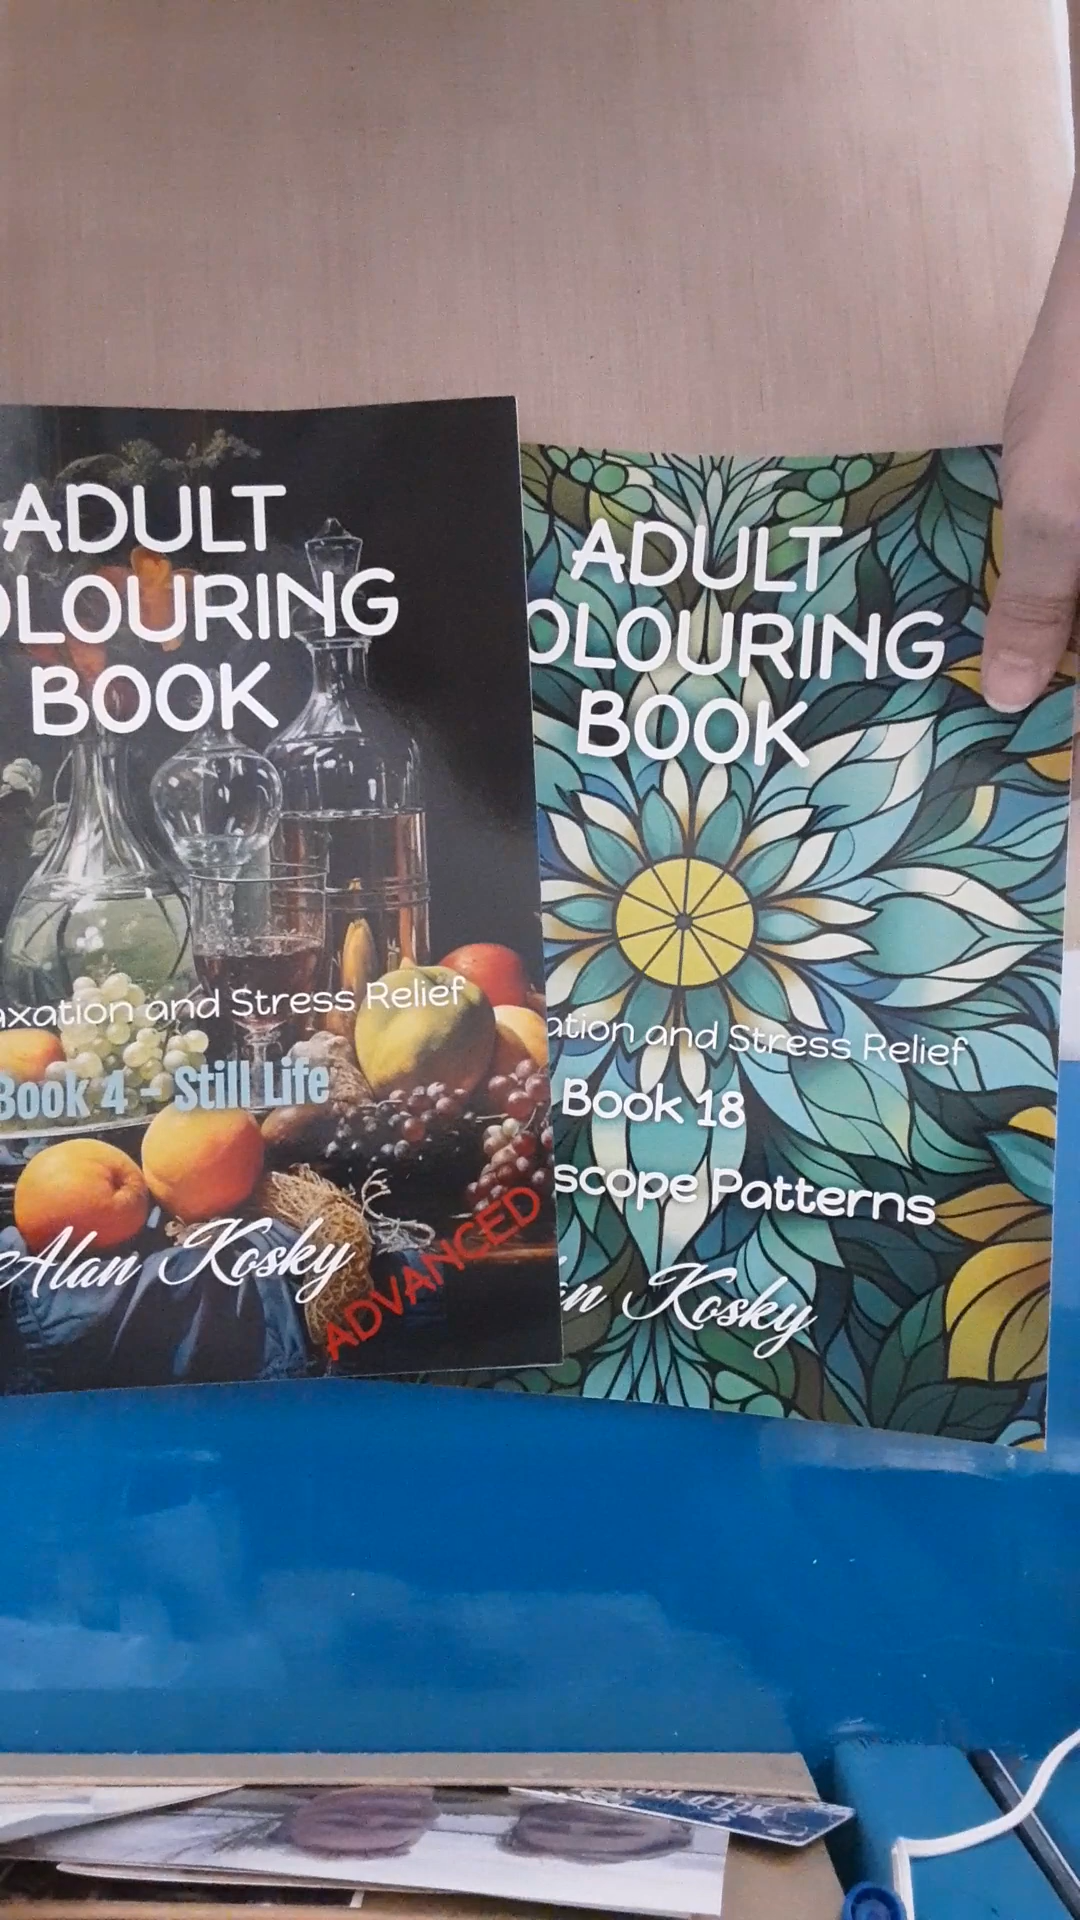 ADULT
OLOURING
BOOK
axation and Stress Relief
Book 4 - Still Life
Alan Kosky
ADVANCED
ADULT
OLOURING
BOOK
ation and Stress Relief
Book 18
scope Patterns
an Kosky